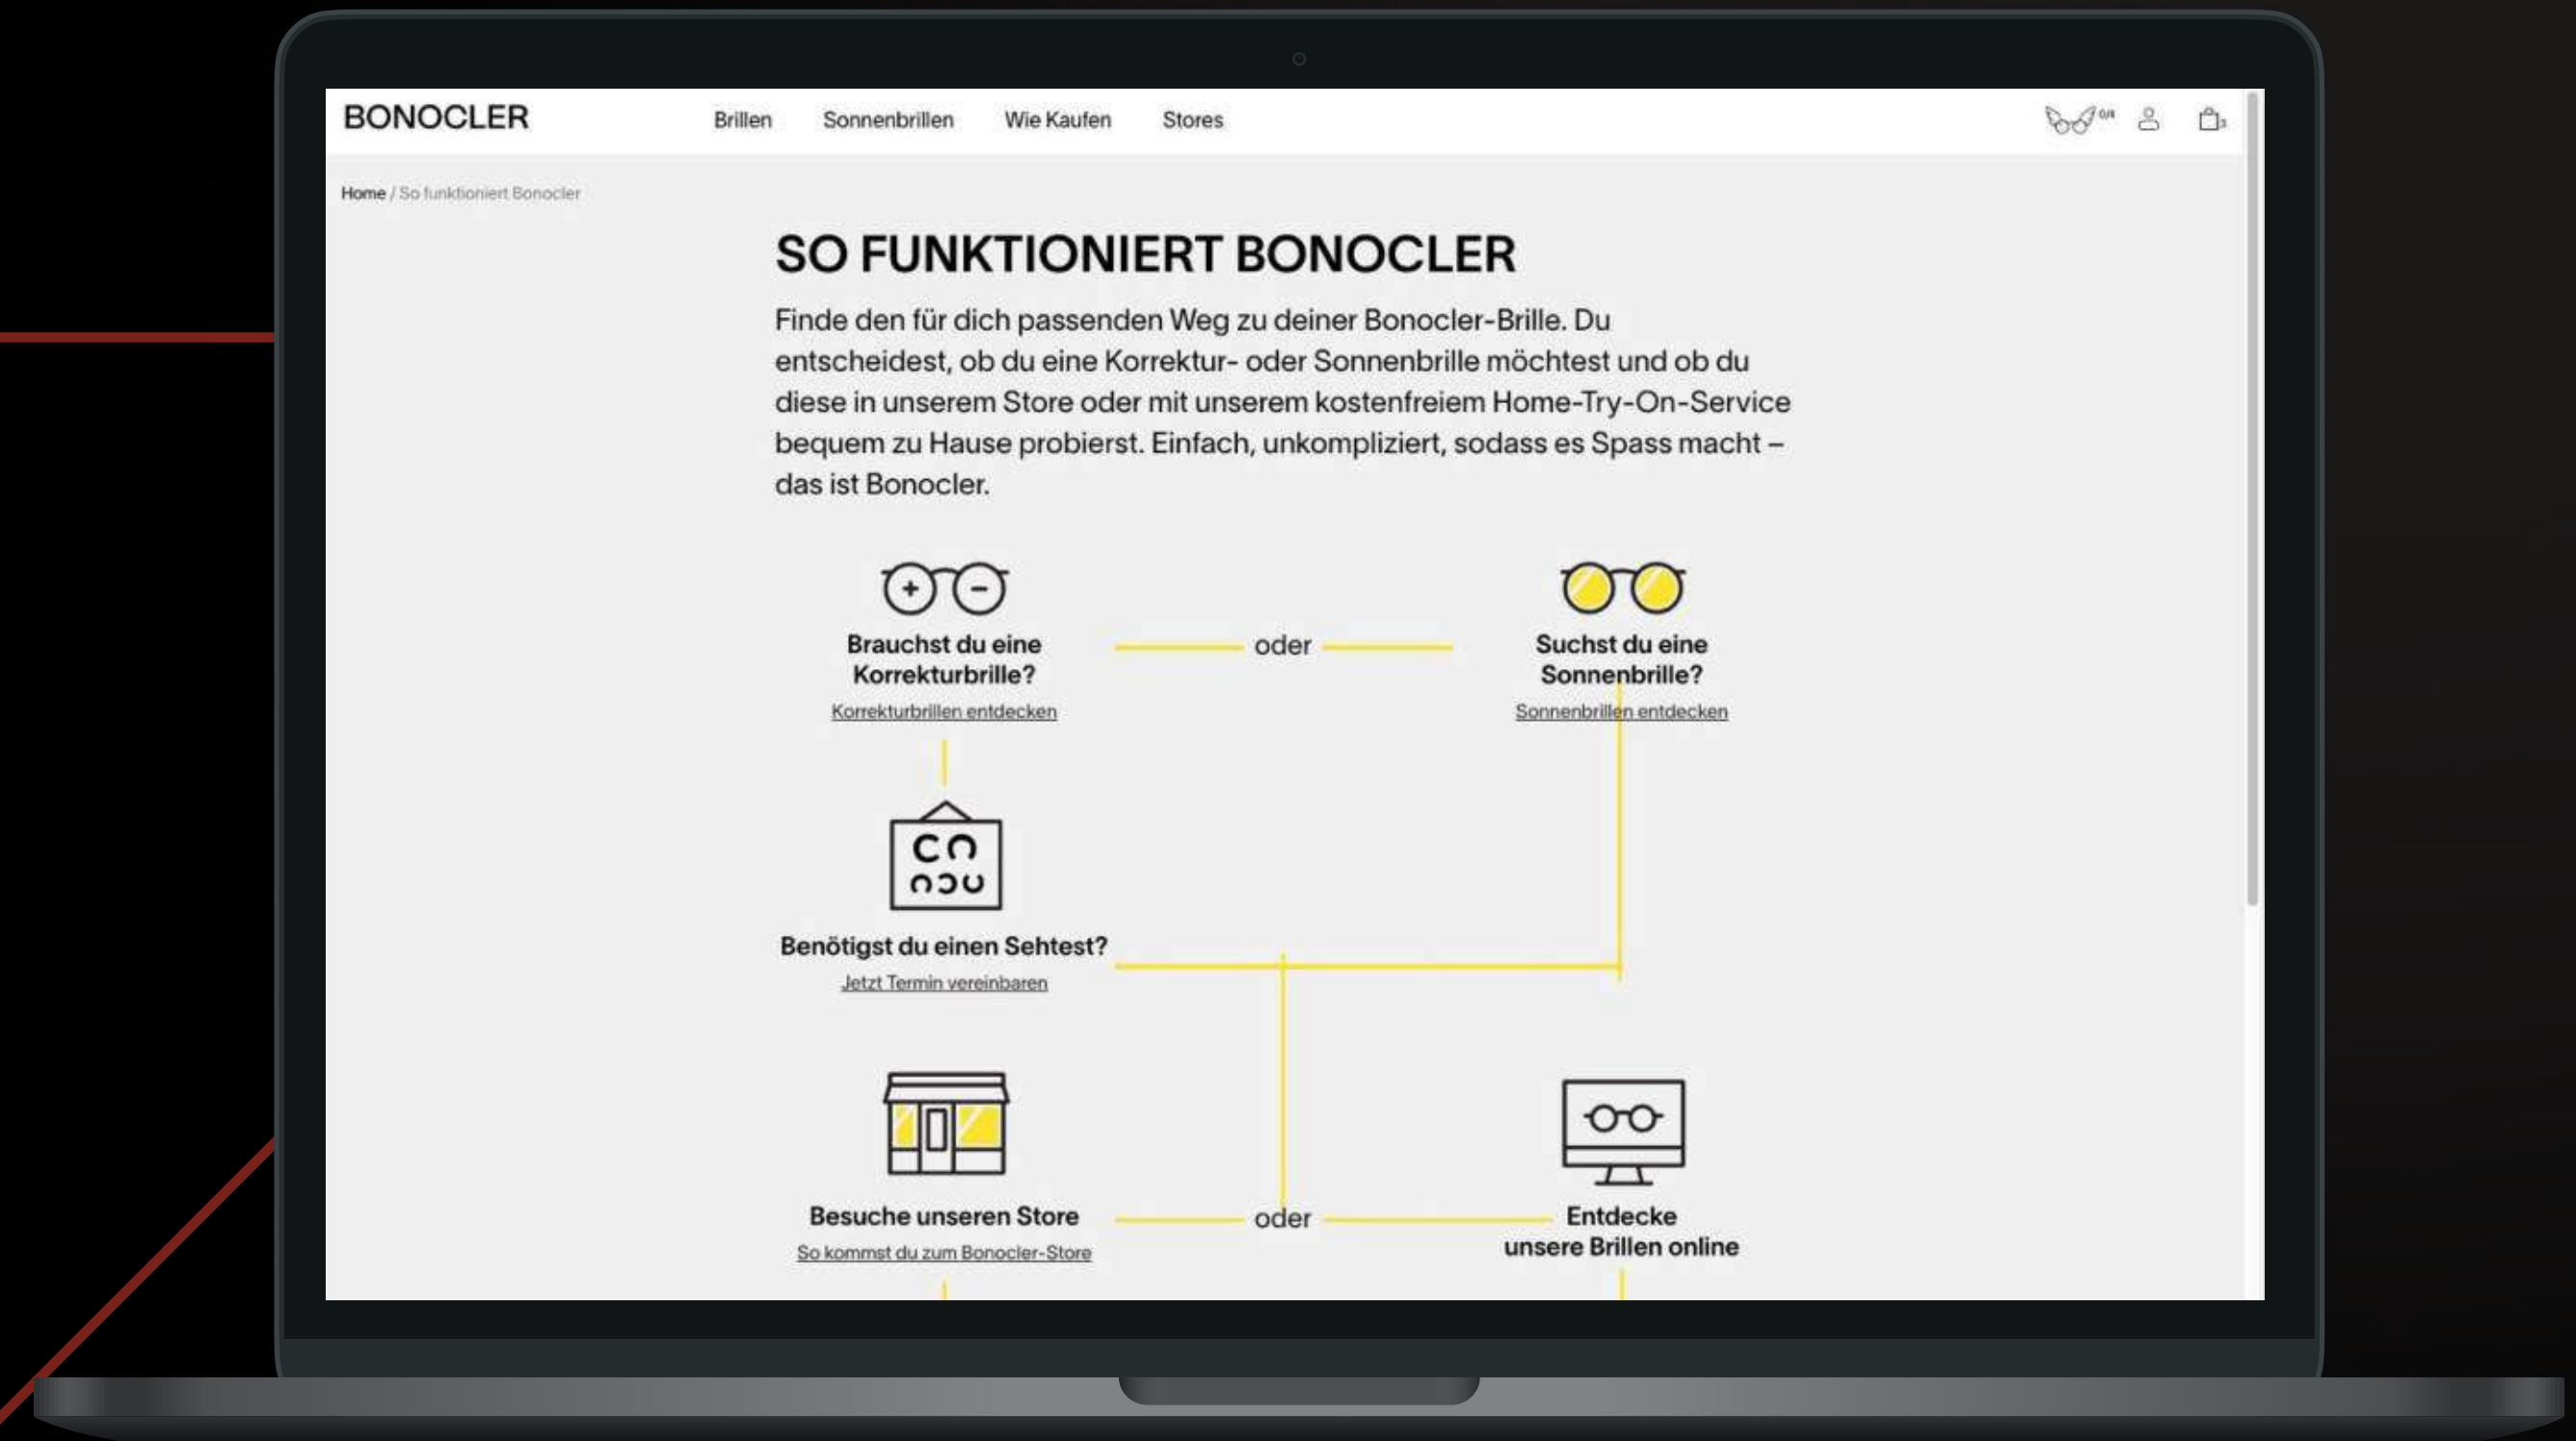 BONOCLER
Brillen
Sonnenbrillen
Wie Kaufen
Stores
Home / So funktioniert Bonocler
SO FUNKTIONIERT BONOCLER
Finde den für dich passenden Weg zu deiner Bonocler-Brille. Du
entscheidest, ob du eine Korrektur- oder Sonnenbrille möchtest und ob du
diese in unserem Store oder mit unserem kostenfreiem Home-Try-On-Service
bequem zu Hause probierst. Einfach, unkompliziert, sodass es Spass macht –
das ist Bonocler.
Brauchst du eine
Korrekturbrille?
Korrekturbrillen entdecken
oder
Suchst du eine
Sonnenbrille?
Sonnenbrillen entdecken
Benötigst du einen Sehtest?
Jetzt Termin vereinbaren
Besuche unseren Store
So kommst du zum Bonocler-Store
oder
Entdecke
unsere Brillen online